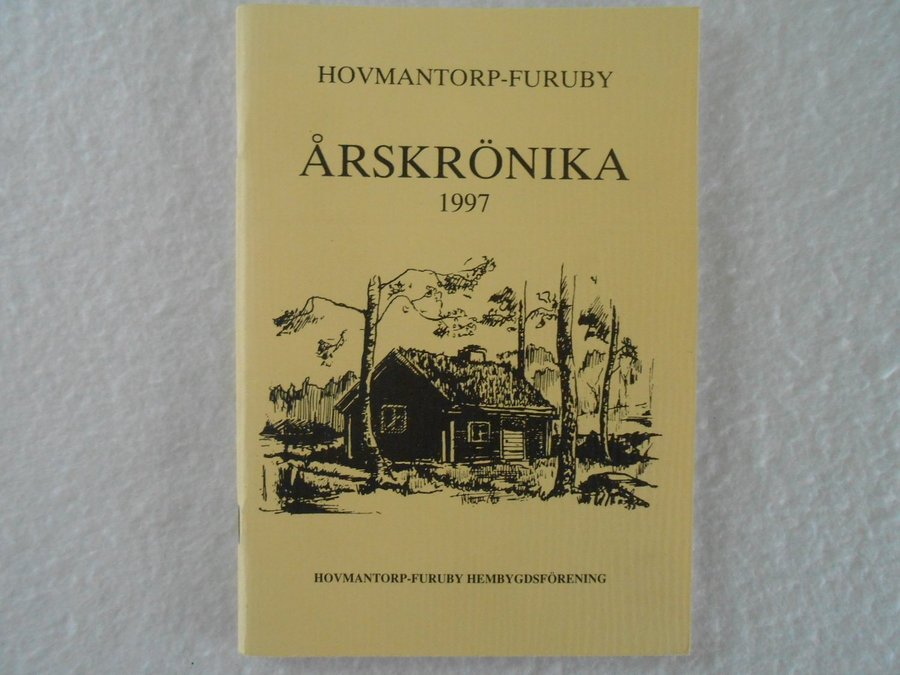 HOVMANTORP-FURUBY
ÅRSKRÖNIKA
1997
HOVMANTORP-FURUBY HEMBYGDSFÖRENING